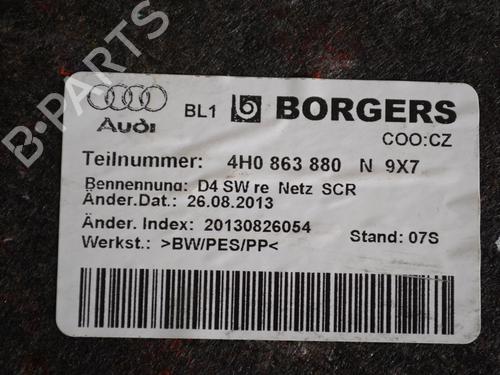 B-PARTS
Audi
BL1 BORGERS
COO:CZ
Teilnummer: 4H0 863 880 N 9X7
Bennennung: D4 SW re Netz SCR
Änder.Dat.: 26.08.2013
Änder. Index: 20130826054
Werkst.: >BW/PES/PP< Stand: 07S